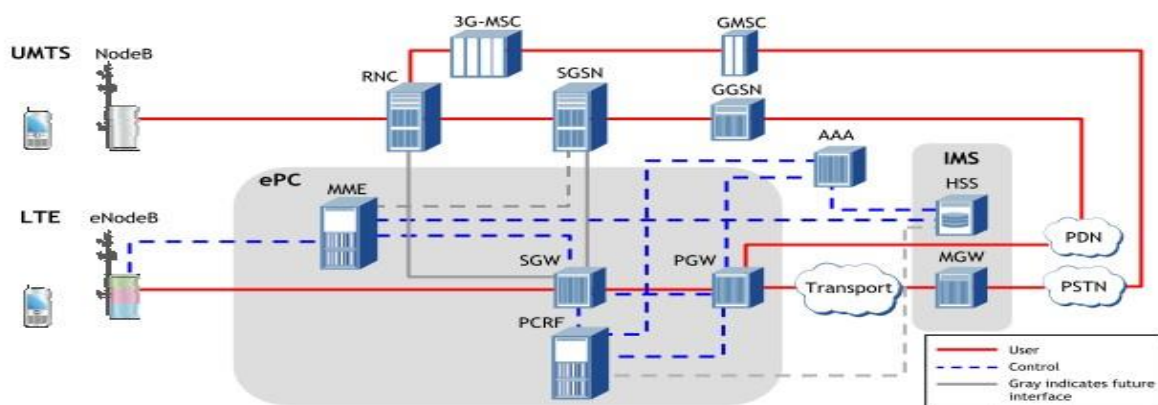 3G-MSC
GMSC
UMTS
NodeB
RNC
SGSN
GGSN
AAA
IMS
ePC
MME
HSS
LTE
eNodeB
SGW
PGW
PDN
MGW
Transport
PSTN
PCRF
User
Control
Gray indicates future
interface